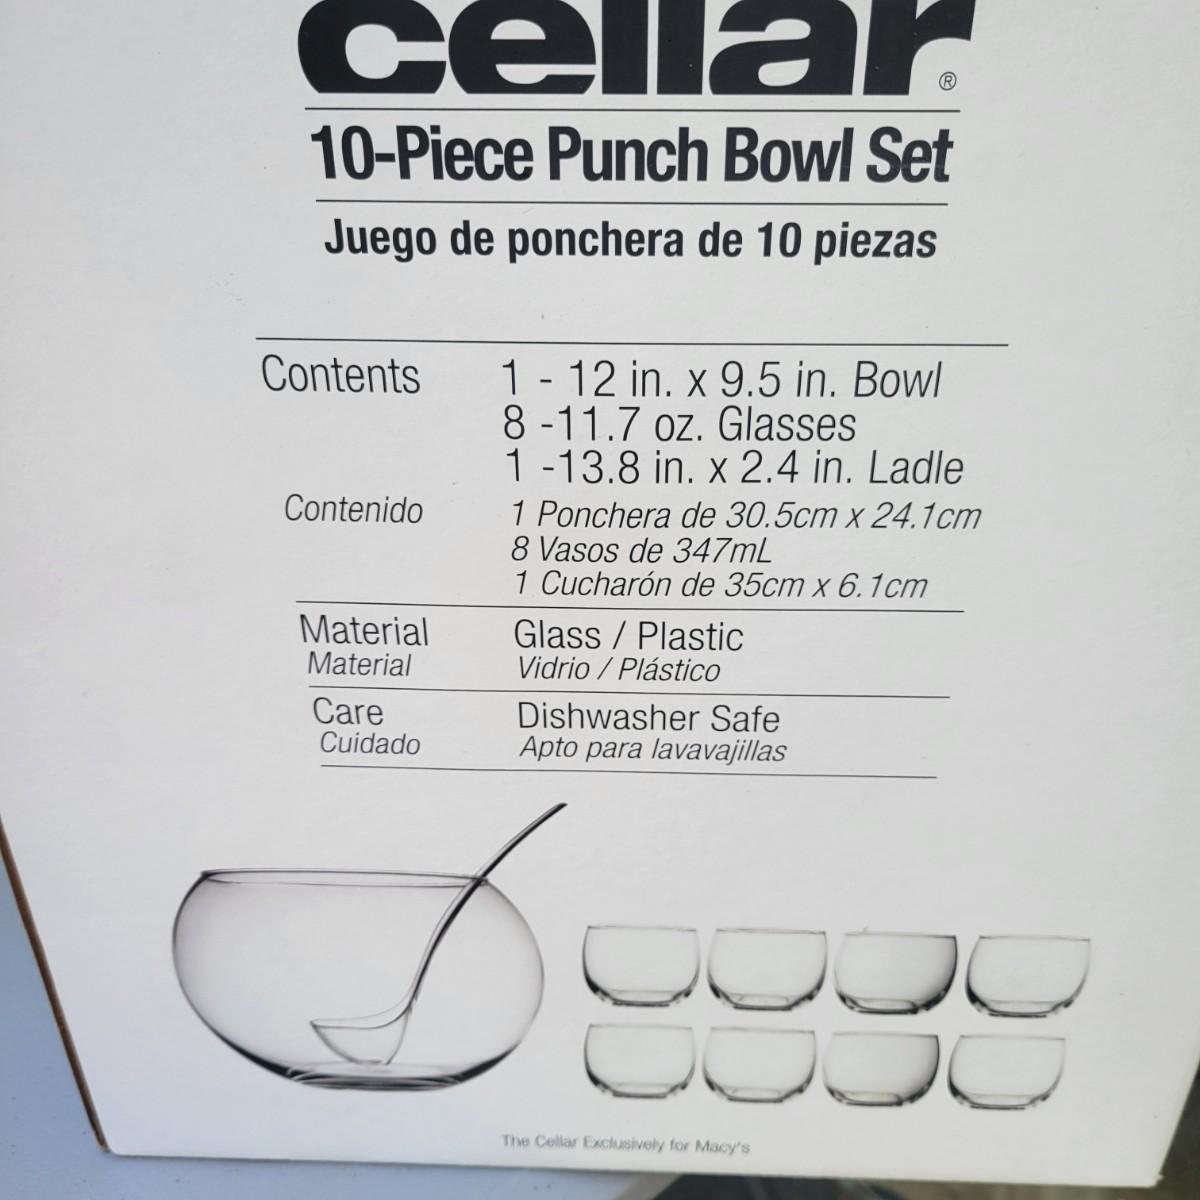 cellar®
10-Piece Punch Bowl Set
Juego de ponchera de 10 piezas
Contents 1 - 12 in. x 9.5 in. Bowl
8 -11.7 oz. Glasses
1 -13.8 in. x 2.4 in. Ladle
Contenido 1 Ponchera de 30.5cm x 24.1cm
8 Vasos de 347mL
1 Cucharón de 35cm x 6.1cm
Material Glass / Plastic
Material Vidrio / Plástico
Care Dishwasher Safe
Cuidado Apto para lavavajillas
The Cellar Exclusively for Macy's